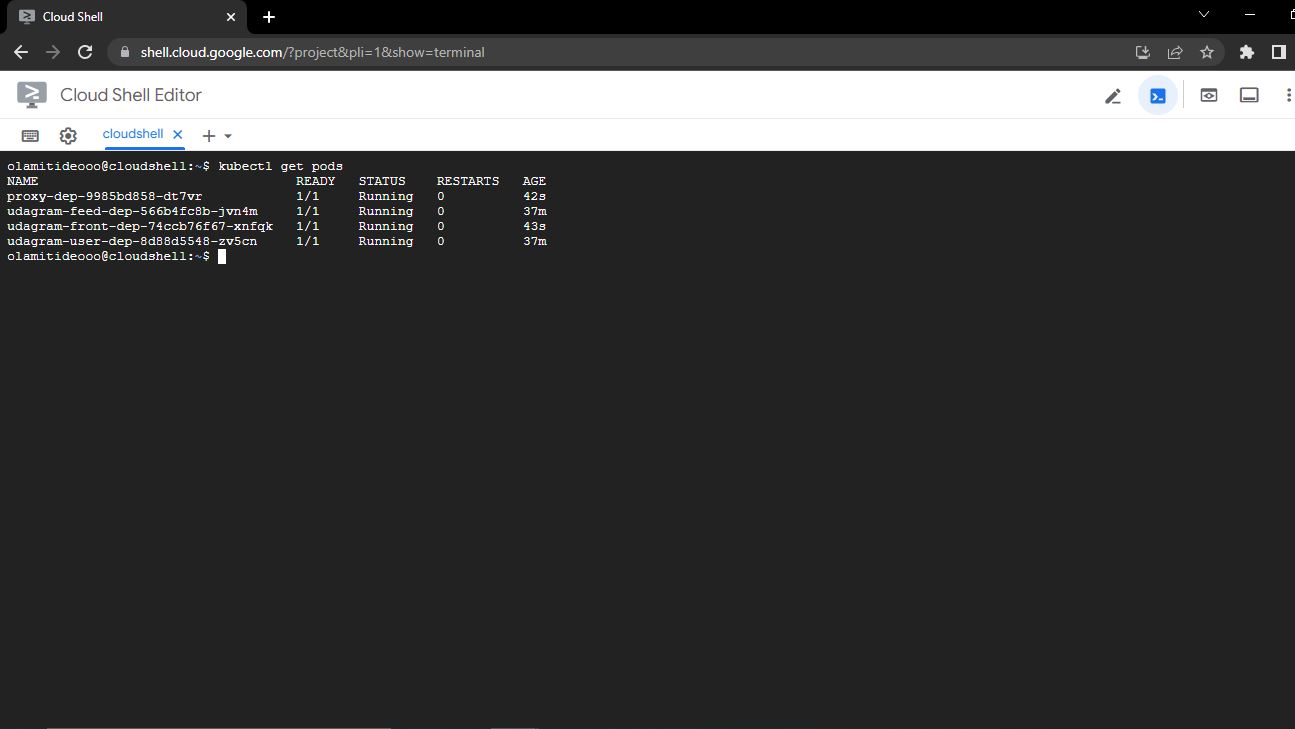 Cloud Shell
shell.cloud.google.com/?project&pli=1&show=terminal
Cloud Shell Editor
cloudshell
olamitideooo@cloudshell:~$ kubectl get pods
NAME READY STATUS RESTARTS AGE
proxy-dep-9985bd858-dt7vr 1/1 Running 0 42s
udagram-feed-dep-566b4fc8b-jvn4m 1/1 Running 0 37m
udagram-front-dep-74ccb76f67-xnfqk 1/1 Running 0 43s
udagram-user-dep-8d88d5548-zv5cn 1/1 Running 0 37m
olamitideooo@cloudshell:~$